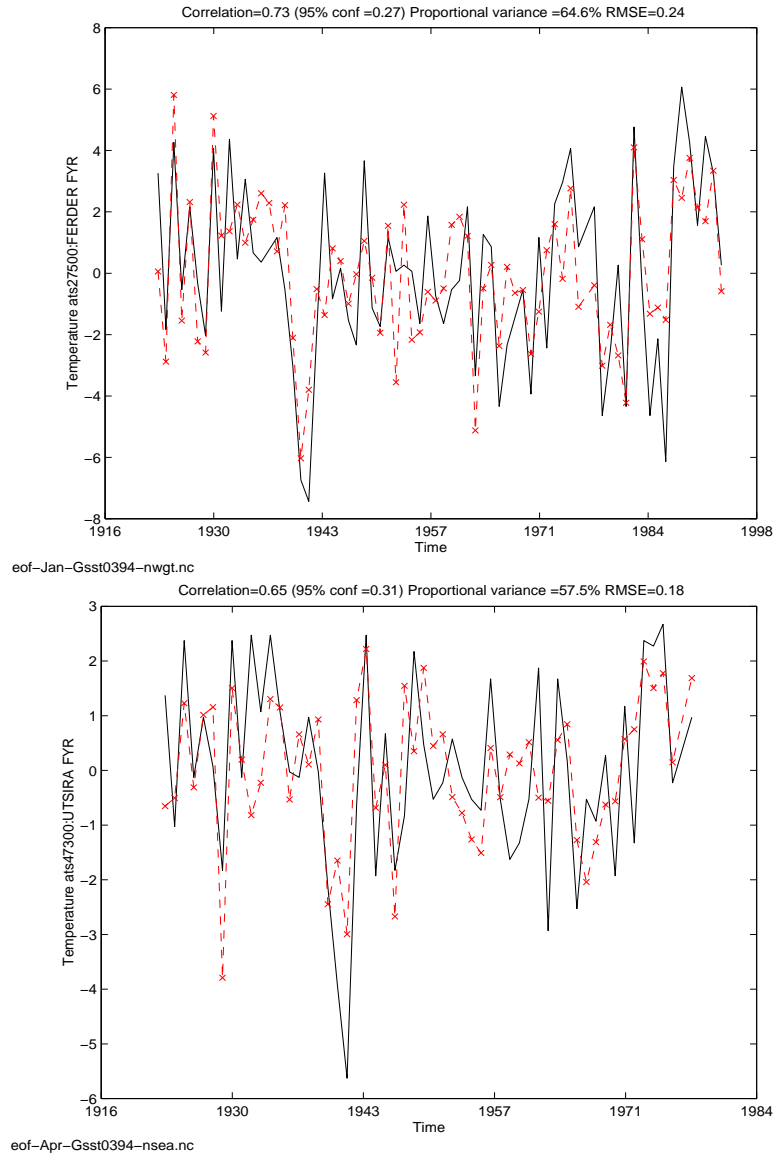 Correlation=0.73 (95% conf =0.27) Proportional variance =64.6% RMSE=0.24
8
6
4
2
0
−2
−4
−6
−8
Temperature ats27500:FERDER FYR
1916 1930 1943 1957 1971 1984 1998
Time
eof−Jan−Gsst0394−nwgt.nc
Correlation=0.65 (95% conf =0.31) Proportional variance =57.5% RMSE=0.18
3
2
1
0
−1
−2
−3
−4
−5
−6
Temperature ats47300:UTSIRA FYR
1916 1930 1943 1957 1971 1984
Time
eof−Apr−Gsst0394−nsea.nc